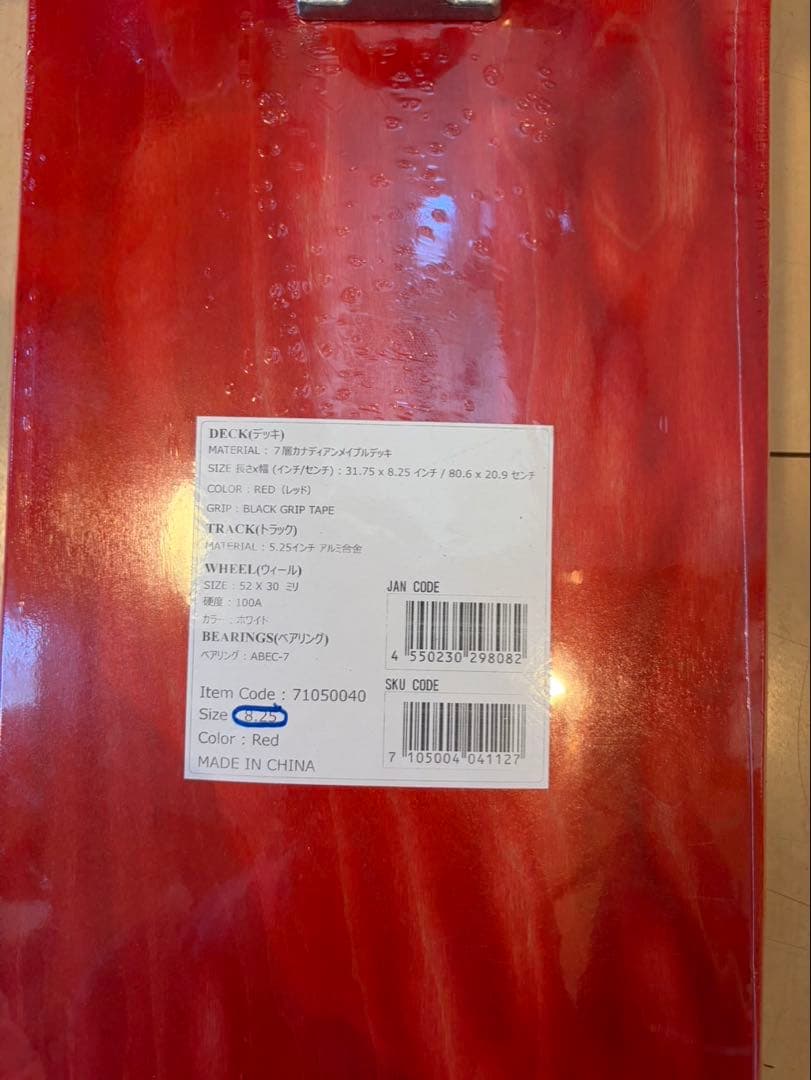 DECK(デッキ)
MATERIAL : 7層カナディアンメイプルデッキ
SIZE 長さx幅 (インチ/センチ) : 31.75 x 8.25 インチ / 80.6 x 20.9 センチ
COLOR : RED (レッド)
GRIP : BLACK GRIP TAPE
TRACK(トラック)
MATERIAL : 5.25インチ アルミ合金
WHEEL(ウィール)
SIZE : 52 X 30 ミリ
硬度 : 100A
カラー : ホワイト
BEARINGS(ベアリング)
ベアリング : ABEC-7
Item Code : 71050040
Size : 8.25
Color : Red
MADE IN CHINA
JAN CODE
4 550230 298082
SKU CODE
7 105004 041127